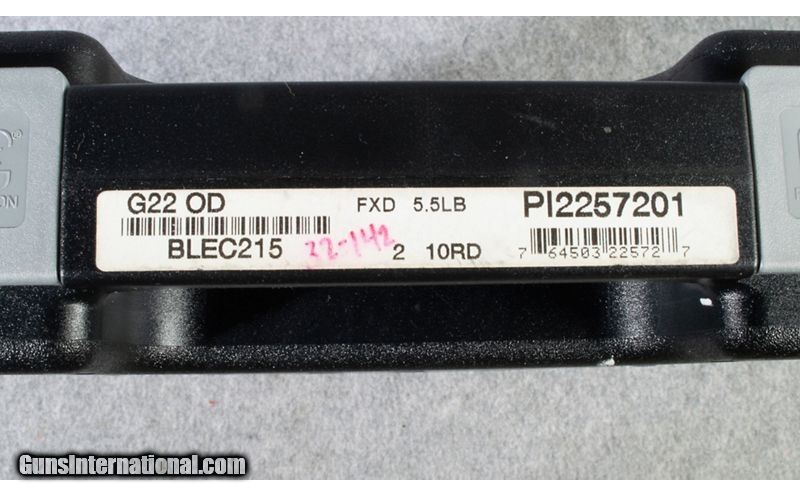 G22 OD FXD 5.5LB PI2257201
BLEC215 22-142 2 10RD 7 64503 22572 7
GunsInternational.com